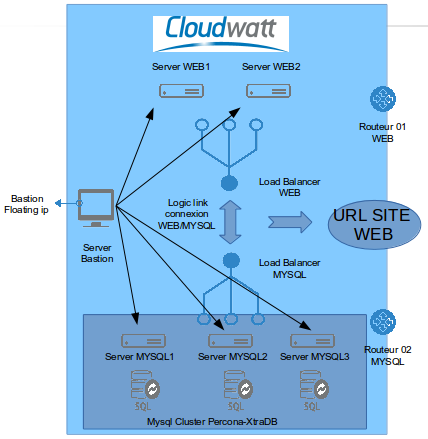 Cloudwatt
Server WEB1
Server WEB2
Routeur 01
WEB
Load Balancer
WEB
Bastion
Floating ip
Logic link
connexion
WEB/MYSQL
URL SITE
WEB
Server
Bastion
Load Balancer
MYSQL
Server MYSQL1
Server MYSQL2
Server MYSQL3
Routeur 02
MYSQL
SQL
SQL
SQL
Mysql Cluster Percona-XtraDB